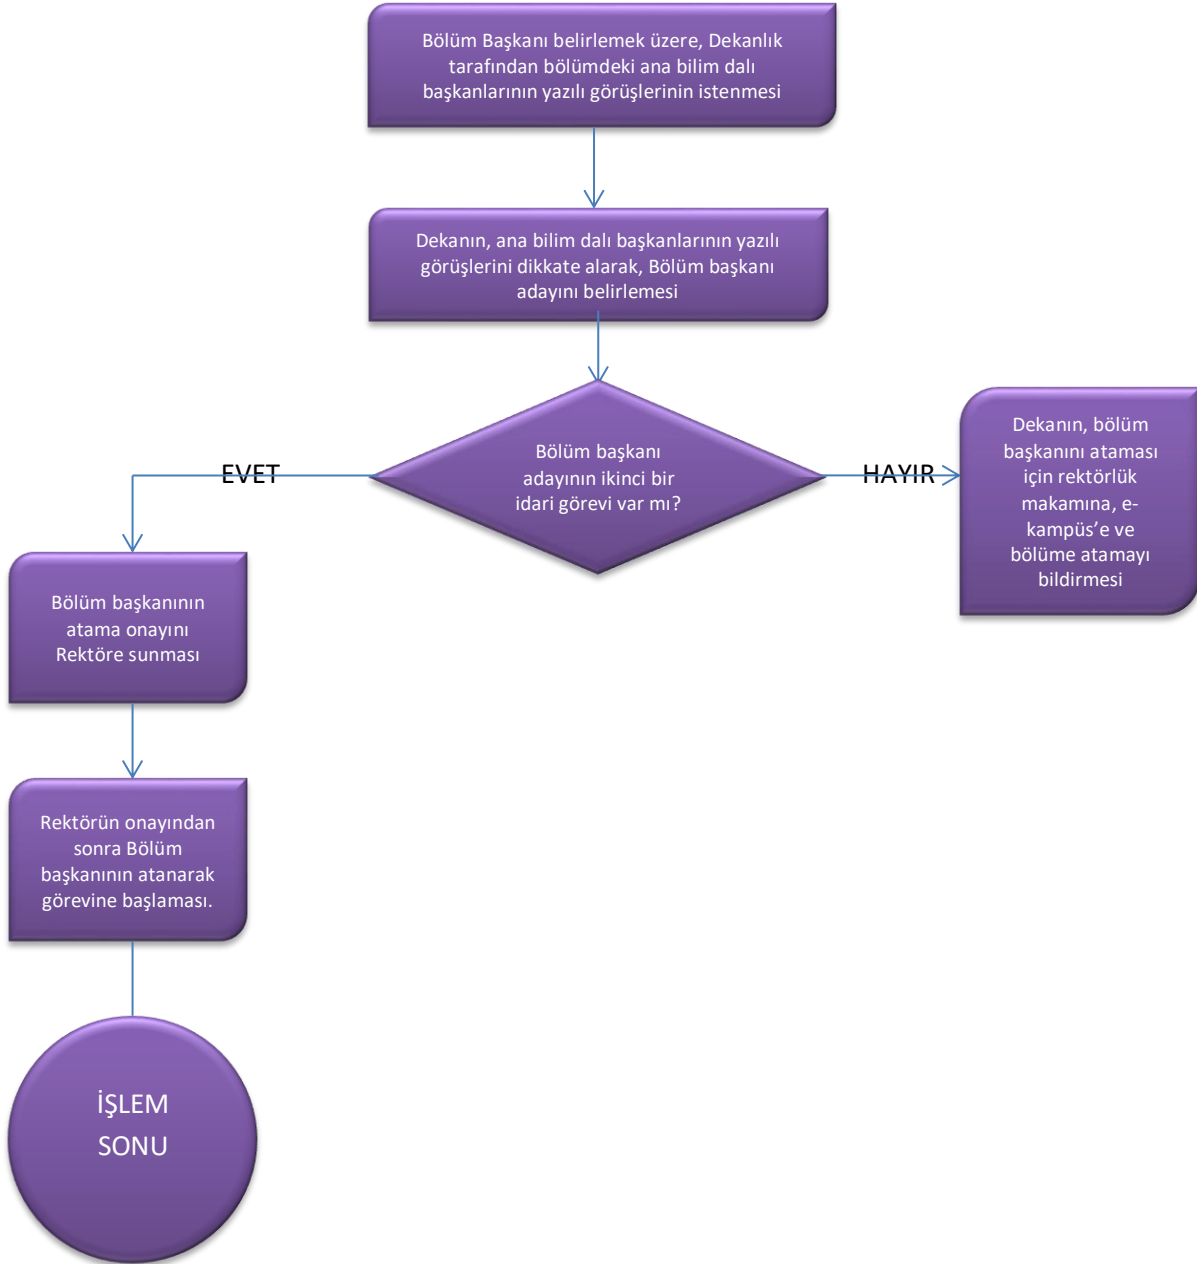 Bölüm Başkanı belirlemek üzere, Dekanlık
tarafından bölümdeki ana bilim dalı
başkanlarının yazılı görüşlerinin istenmesi
Dekanın, ana bilim dalı başkanlarının yazılı
görüşlerini dikkate alarak, Bölüm başkanı
adayını belirlemesi
Bölüm başkanı
adayının ikinci bir
idari görevi var mı?
EVET
HAYIR
Dekanın, bölüm
başkanını ataması
için rektörlük
makamına, e-
kampüs’e ve
bölüme atamayı
bildirmesi
Bölüm başkanının
atama onayını
Rektöre sunması
Rektörün onayından
sonra Bölüm
başkanının atanarak
görevine başlaması.
İŞLEM
SONU